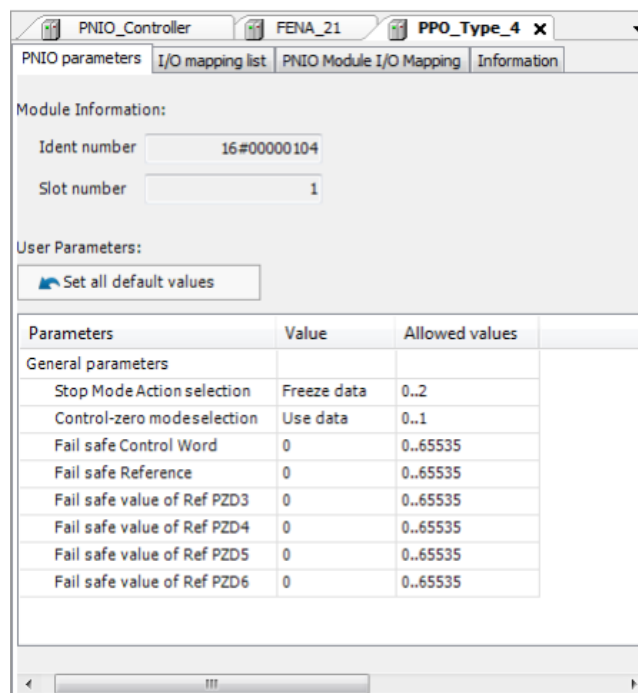 PNIO_Controller FENA_21 PPO_Type_4 x
PNIO parameters I/O mapping list PNIO Module I/O Mapping Information
Module Information:
Ident number 16#00000104
Slot number 1
User Parameters:
Set all default values
Parameters Value Allowed values
General parameters
Stop Mode Action selection Freeze data 0..2
Control-zero mode selection Use data 0..1
Fail safe Control Word 0 0..65535
Fail safe Reference 0 0..65535
Fail safe value of Ref PZD3 0 0..65535
Fail safe value of Ref PZD4 0 0..65535
Fail safe value of Ref PZD5 0 0..65535
Fail safe value of Ref PZD6 0 0..65535